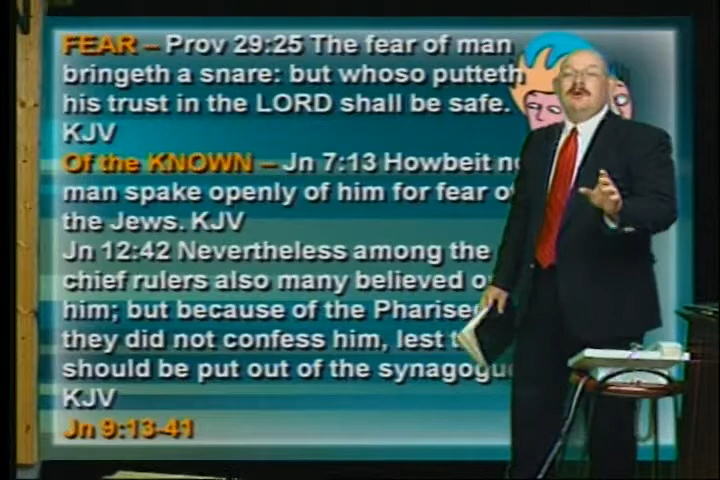 FEAR – Prov 29:25 The fear of man
bringeth a snare: but whoso putteth
his trust in the LORD shall be safe.
KJV
Of the KNOWN – Jn 7:13 Howbeit
man spake openly of him for fear
the Jews. KJV
Jn 12:42 Nevertheless among the
chief rulers also many believed
him; but because of the
they did not confess him, lest
should be put out of the
KJV
Jn 9:13-41